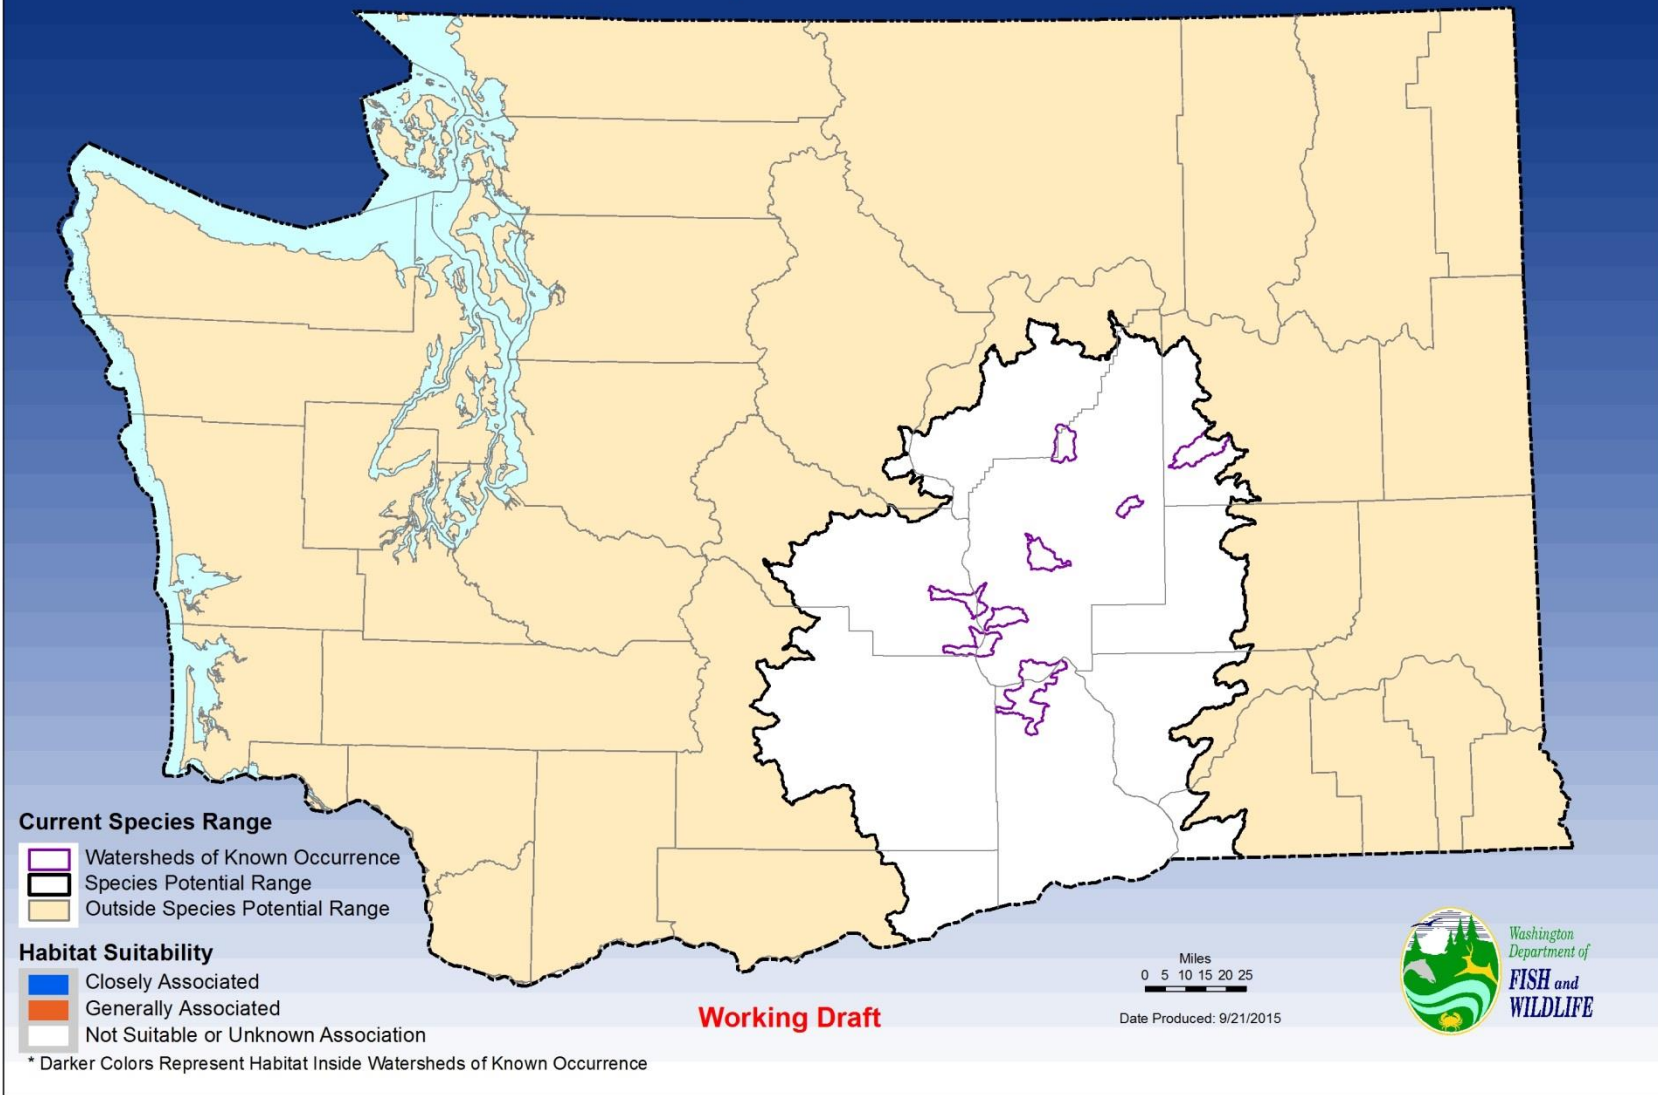 Current Species Range
Watersheds of Known Occurrence
Species Potential Range
Outside Species Potential Range
Habitat Suitability
Closely Associated
Generally Associated
Not Suitable or Unknown Association
* Darker Colors Represent Habitat Inside Watersheds of Known Occurrence
Working Draft
Miles
0 5 10 15 20 25
Date Produced: 9/21/2015
Washington
Department of
FISH and
WILDLIFE